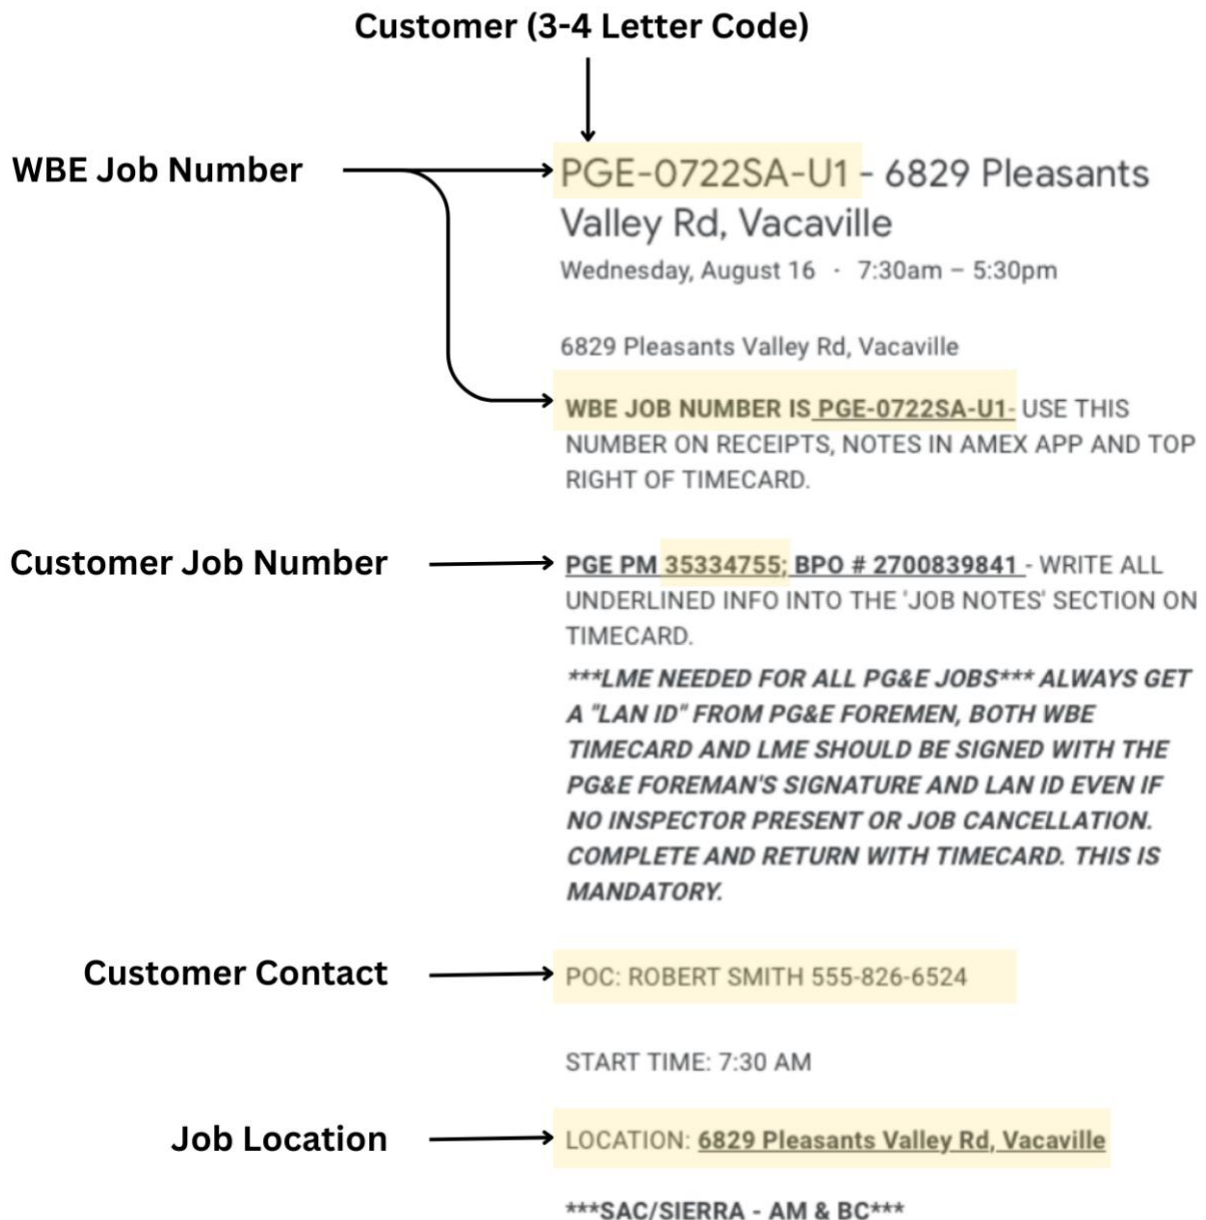 Customer (3-4 Letter Code)
WBE Job Number
PGE-0722SA-U1 - 6829 Pleasants
Valley Rd, Vacaville
Wednesday, August 16 · 7:30am – 5:30pm
6829 Pleasants Valley Rd, Vacaville
WBE JOB NUMBER IS PGE-0722SA-U1- USE THIS
NUMBER ON RECEIPTS, NOTES IN AMEX APP AND TOP
RIGHT OF TIMECARD.
Customer Job Number
PGE PM 35334755; BPO # 2700839841 - WRITE ALL
UNDERLINED INFO INTO THE 'JOB NOTES' SECTION ON
TIMECARD.
***LME NEEDED FOR ALL PG&E JOBS*** ALWAYS GET
A "LAN ID" FROM PG&E FOREMEN, BOTH WBE
TIMECARD AND LME SHOULD BE SIGNED WITH THE
PG&E FOREMAN'S SIGNATURE AND LAN ID EVEN IF
NO INSPECTOR PRESENT OR JOB CANCELLATION.
COMPLETE AND RETURN WITH TIMECARD. THIS IS
MANDATORY.
Customer Contact
POC: ROBERT SMITH 555-826-6524
START TIME: 7:30 AM
Job Location
LOCATION: 6829 Pleasants Valley Rd, Vacaville
***SAC/SIERRA - AM & BC***